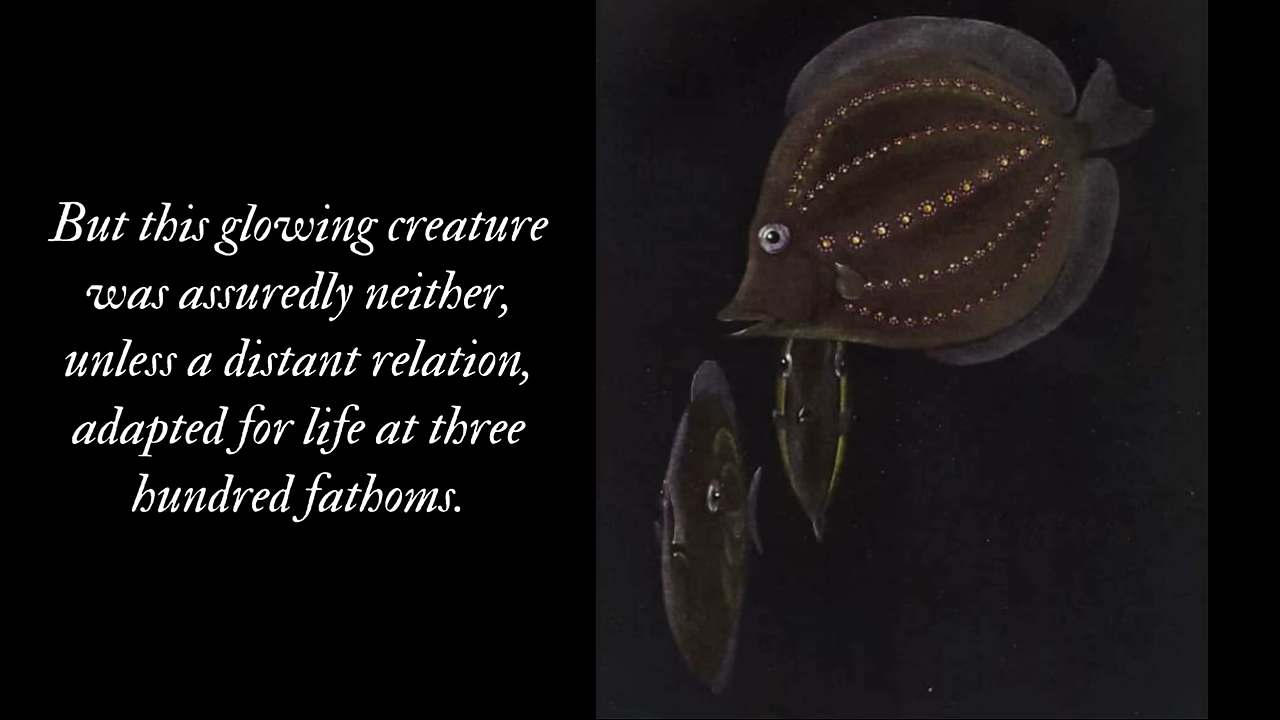 But this glowing creature
was assuredly neither,
unless a distant relation,
adapted for life at three
hundred fathoms.